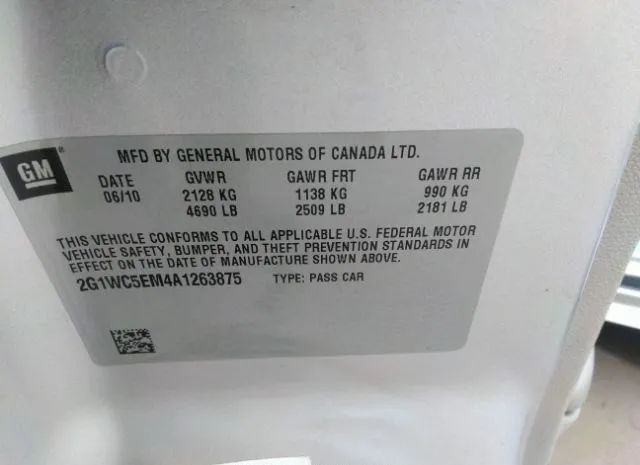 GM
MFD BY GENERAL MOTORS OF CANADA LTD.
DATE GVWR GAWR FRT GAWR RR
06/10 2128 KG 1138 KG 990 KG
4690 LB 2509 LB 2181 LB
THIS VEHICLE CONFORMS TO ALL APPLICABLE U.S. FEDERAL MOTOR
VEHICLE SAFETY, BUMPER, AND THEFT PREVENTION STANDARDS IN
EFFECT ON THE DATE OF MANUFACTURE SHOWN ABOVE.
2G1WC5EM4A1263875 TYPE: PASS CAR